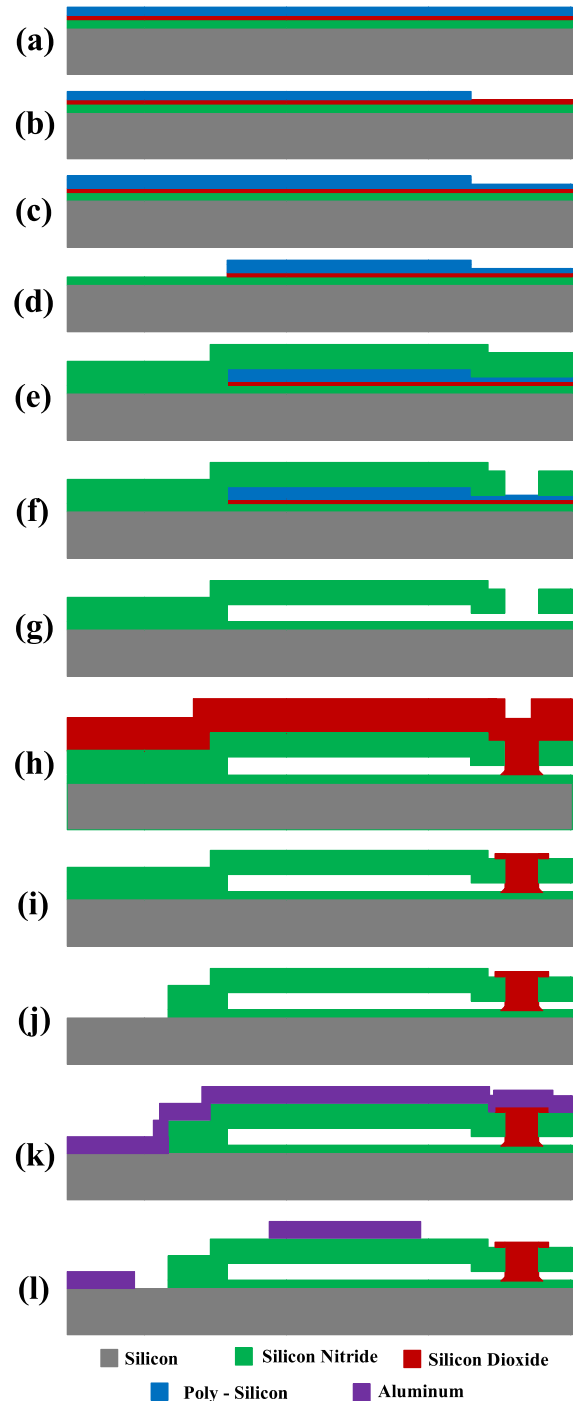 (a)
(b)
(c)
(d)
(e)
(f)
(g)
(h)
(i)
(j)
(k)
(l)
Silicon Silicon Nitride Silicon Dioxide
Poly - Silicon Aluminum